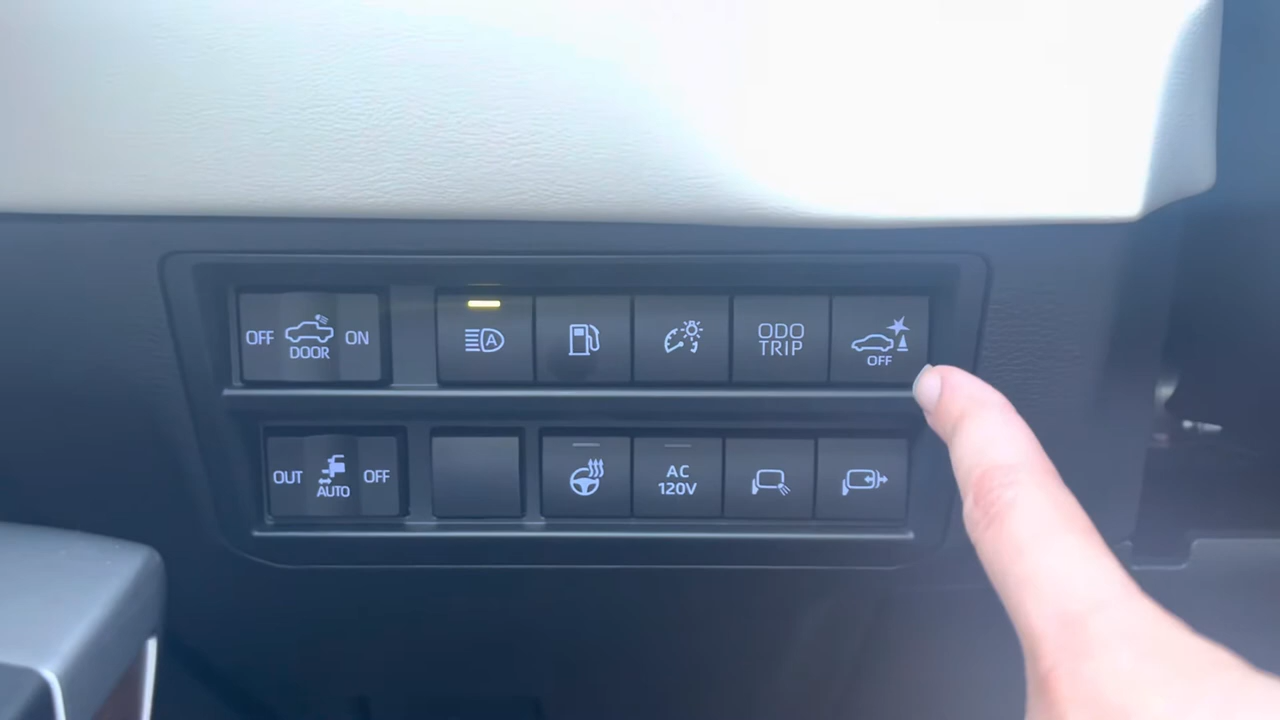 OFF DOOR ON
A
ODO
TRIP
OFF
OUT AUTO OFF
AC
120V